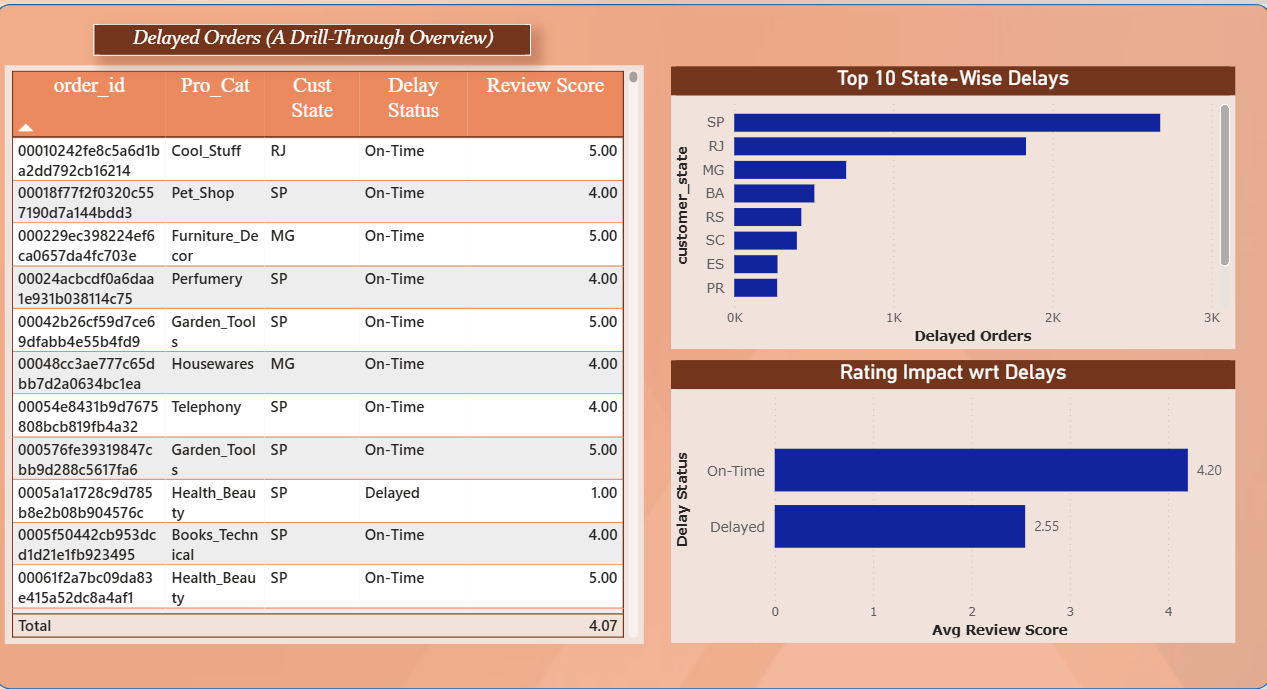 Delayed Orders (A Drill-Through Overview)
order_id Pro_Cat Cust Delay Review Score
State Status
00010242fe8c5a6d1b Cool_Stuff RJ On-Time 5.00
a2dd792cb16214
00018f77f2f0320c55 Pet_Shop SP On-Time 4.00
7190d7a144bdd3
000229ec398224ef6 Furniture_De MG On-Time 5.00
ca0657da4fc703e cor
00024acbcdf0a6daa Perfumery SP On-Time 4.00
1e931b038114c75
00042b26cf59d7ce6 Garden_Tool SP On-Time 5.00
9dfabb4e55b4fd9 s
00048cc3ae777c65d Housewares MG On-Time 4.00
bb7d2a0634bc1ea
00054e8431b9d7675 Telephony SP On-Time 4.00
808bcb819fb4a32
000576fe39319847c Garden_Tool SP On-Time 5.00
bb9d288c5617fa6 s
0005a1a1728c9d785 Health_Beau SP Delayed 1.00
b8e2b08b904576c ty
0005f50442cb953dc Books_Techn SP On-Time 4.00
d1d21e1fb923495 ical
00061f2a7bc09da83 Health_Beau SP On-Time 5.00
e415a52dc8a4af1 ty
Total 4.07
Top 10 State-Wise Delays
customer_state
SP
RJ
MG
BA
RS
SC
ES
PR
0K 1K 2K 3K
Delayed Orders
Rating Impact wrt Delays
Delay Status
On-Time 4.20
Delayed 2.55
0 1 2 3 4
Avg Review Score